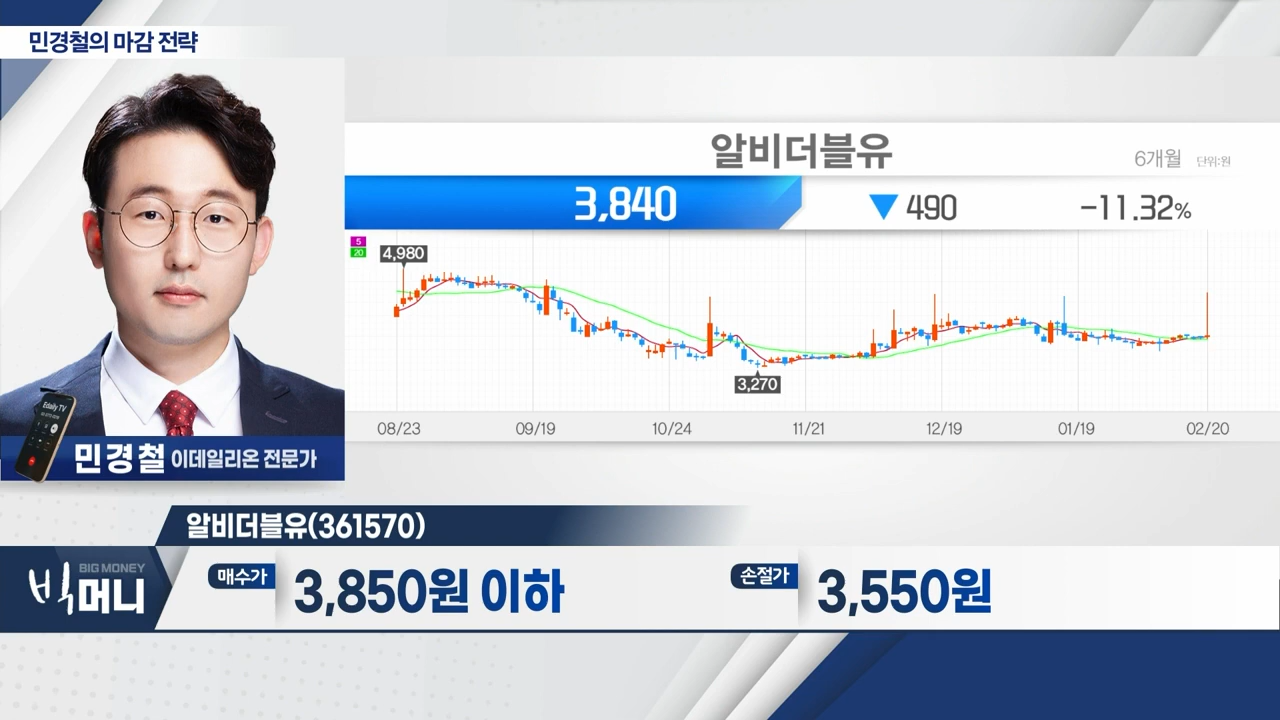 민경철의 마감 전략
알비더블유
6개월 단위:원
3,840 ▼ 490 -11.32%
5
20
4,980
3,270
08/23 09/19 10/24 11/21 12/19 01/19 02/20
Edaily TV
민경철 이데일리온 전문가
알비더블유(361570)
BIG MONEY
빅머니
매수가 3,850원 이하 손절가 3,550원